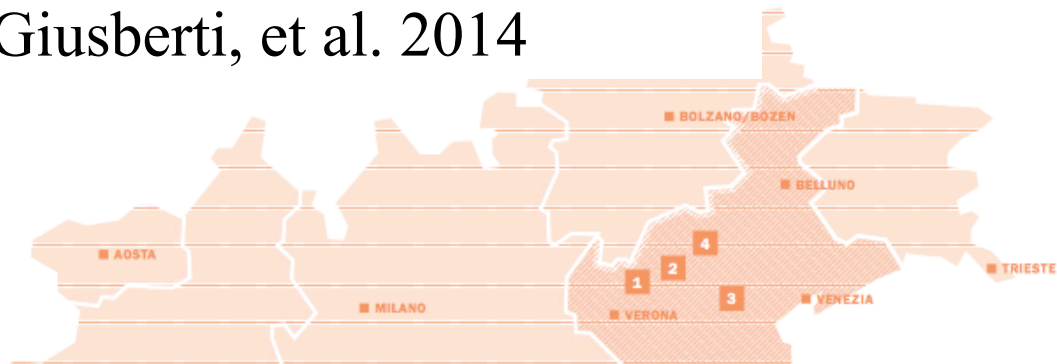 Giusberti, et al. 2014
BOLZANO/BOZEN
BELLUNO
4
AOSTA
2
TRIESTE
1
3
VENEZIA
MILANO
VERONA